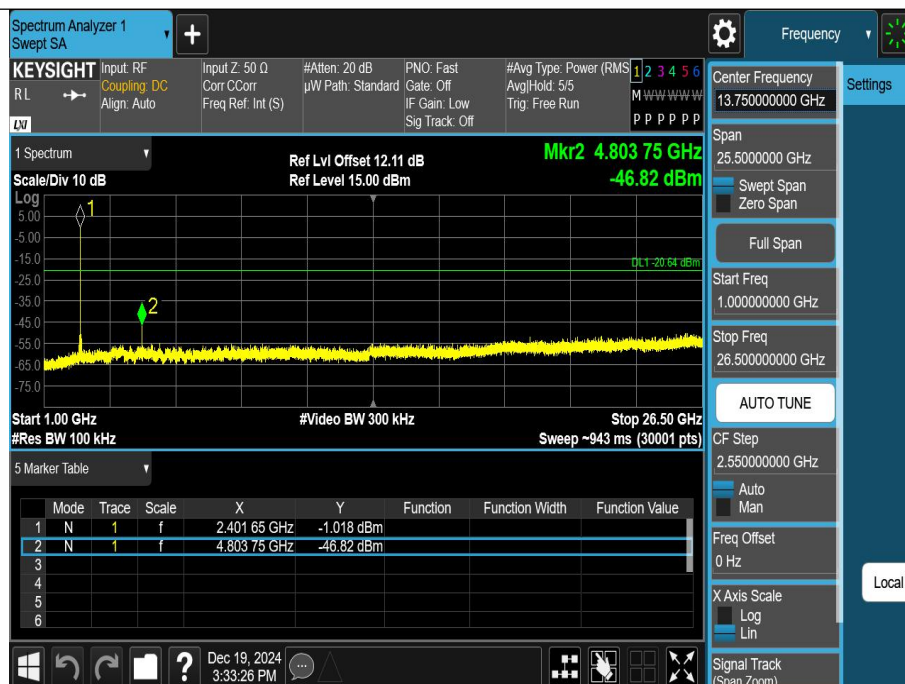 Spectrum Analyzer 1
Swept SA
Frequency
KEYSIGHT Input: RF Input Z: 50 Ω #Atten: 20 dB PNO: Fast #Avg Type: Power (RMS 1 2 3 4 5 6
RL Coupling: DC Corr CCorr µW Path: Standard Gate: Off Avg|Hold: 5/5 M W W W W W
Align: Auto Freq Ref: Int (S) IF Gain: Low Trig: Free Run
LXI Sig Track: Off P P P P P P
1 Spectrum
Ref Lvl Offset 12.11 dB Mkr2 4.803 75 GHz
Scale/Div 10 dB Ref Level 15.00 dBm -46.82 dBm
Log
5.00
-5.00
-15.0
-25.0
-35.0
-45.0
-55.0
-65.0
-75.0
1
2
DL1 -20.64 dBm
Start 1.00 GHz #Video BW 300 kHz Stop 26.50 GHz
#Res BW 100 kHz Sweep ~943 ms (30001 pts)
5 Marker Table
Mode Trace Scale X Y Function Function Width Function Value
1 N 1 f 2.401 65 GHz -1.018 dBm
2 N 1 f 4.803 75 GHz -46.82 dBm
3
4
5
6
Center Frequency
13.750000000 GHz
Span
25.5000000 GHz
Swept Span
Zero Span
Full Span
Start Freq
1.000000000 GHz
Stop Freq
26.500000000 GHz
AUTO TUNE
CF Step
2.550000000 GHz
Auto
Man
Freq Offset
0 Hz
X Axis Scale
Log
Lin
Signal Track
(Span Zoom)
Settings
Local
? Dec 19, 2024
3:33:26 PM